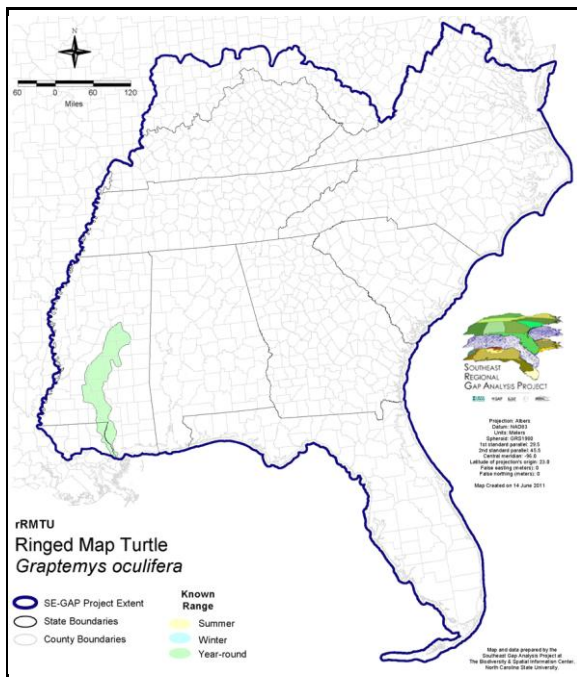 60 0 60 120
Miles
SOUTHEAST
REGIONAL
GAP ANALYSIS PROJECT
Projection: Albers
Datum: NAD83
Units: Meters
Spheroid: GRS1980
1st standard parallel: 29.5
2nd standard parallel: 45.5
Central meridian: -96.0
Latitude of projection's origin: 23.0
False easting (meters): 0
False northing (meters): 0
Map Created on 14 June 2011
rRMTU
Ringed Map Turtle
Graptemys oculifera
SE-GAP Project Extent
State Boundaries
County Boundaries
Known
Range
Summer
Winter
Year-round
Map and data prepared by the
Southeast Gap Analysis Project at
The Biodiversity & Spatial Information Center,
North Carolina State University.